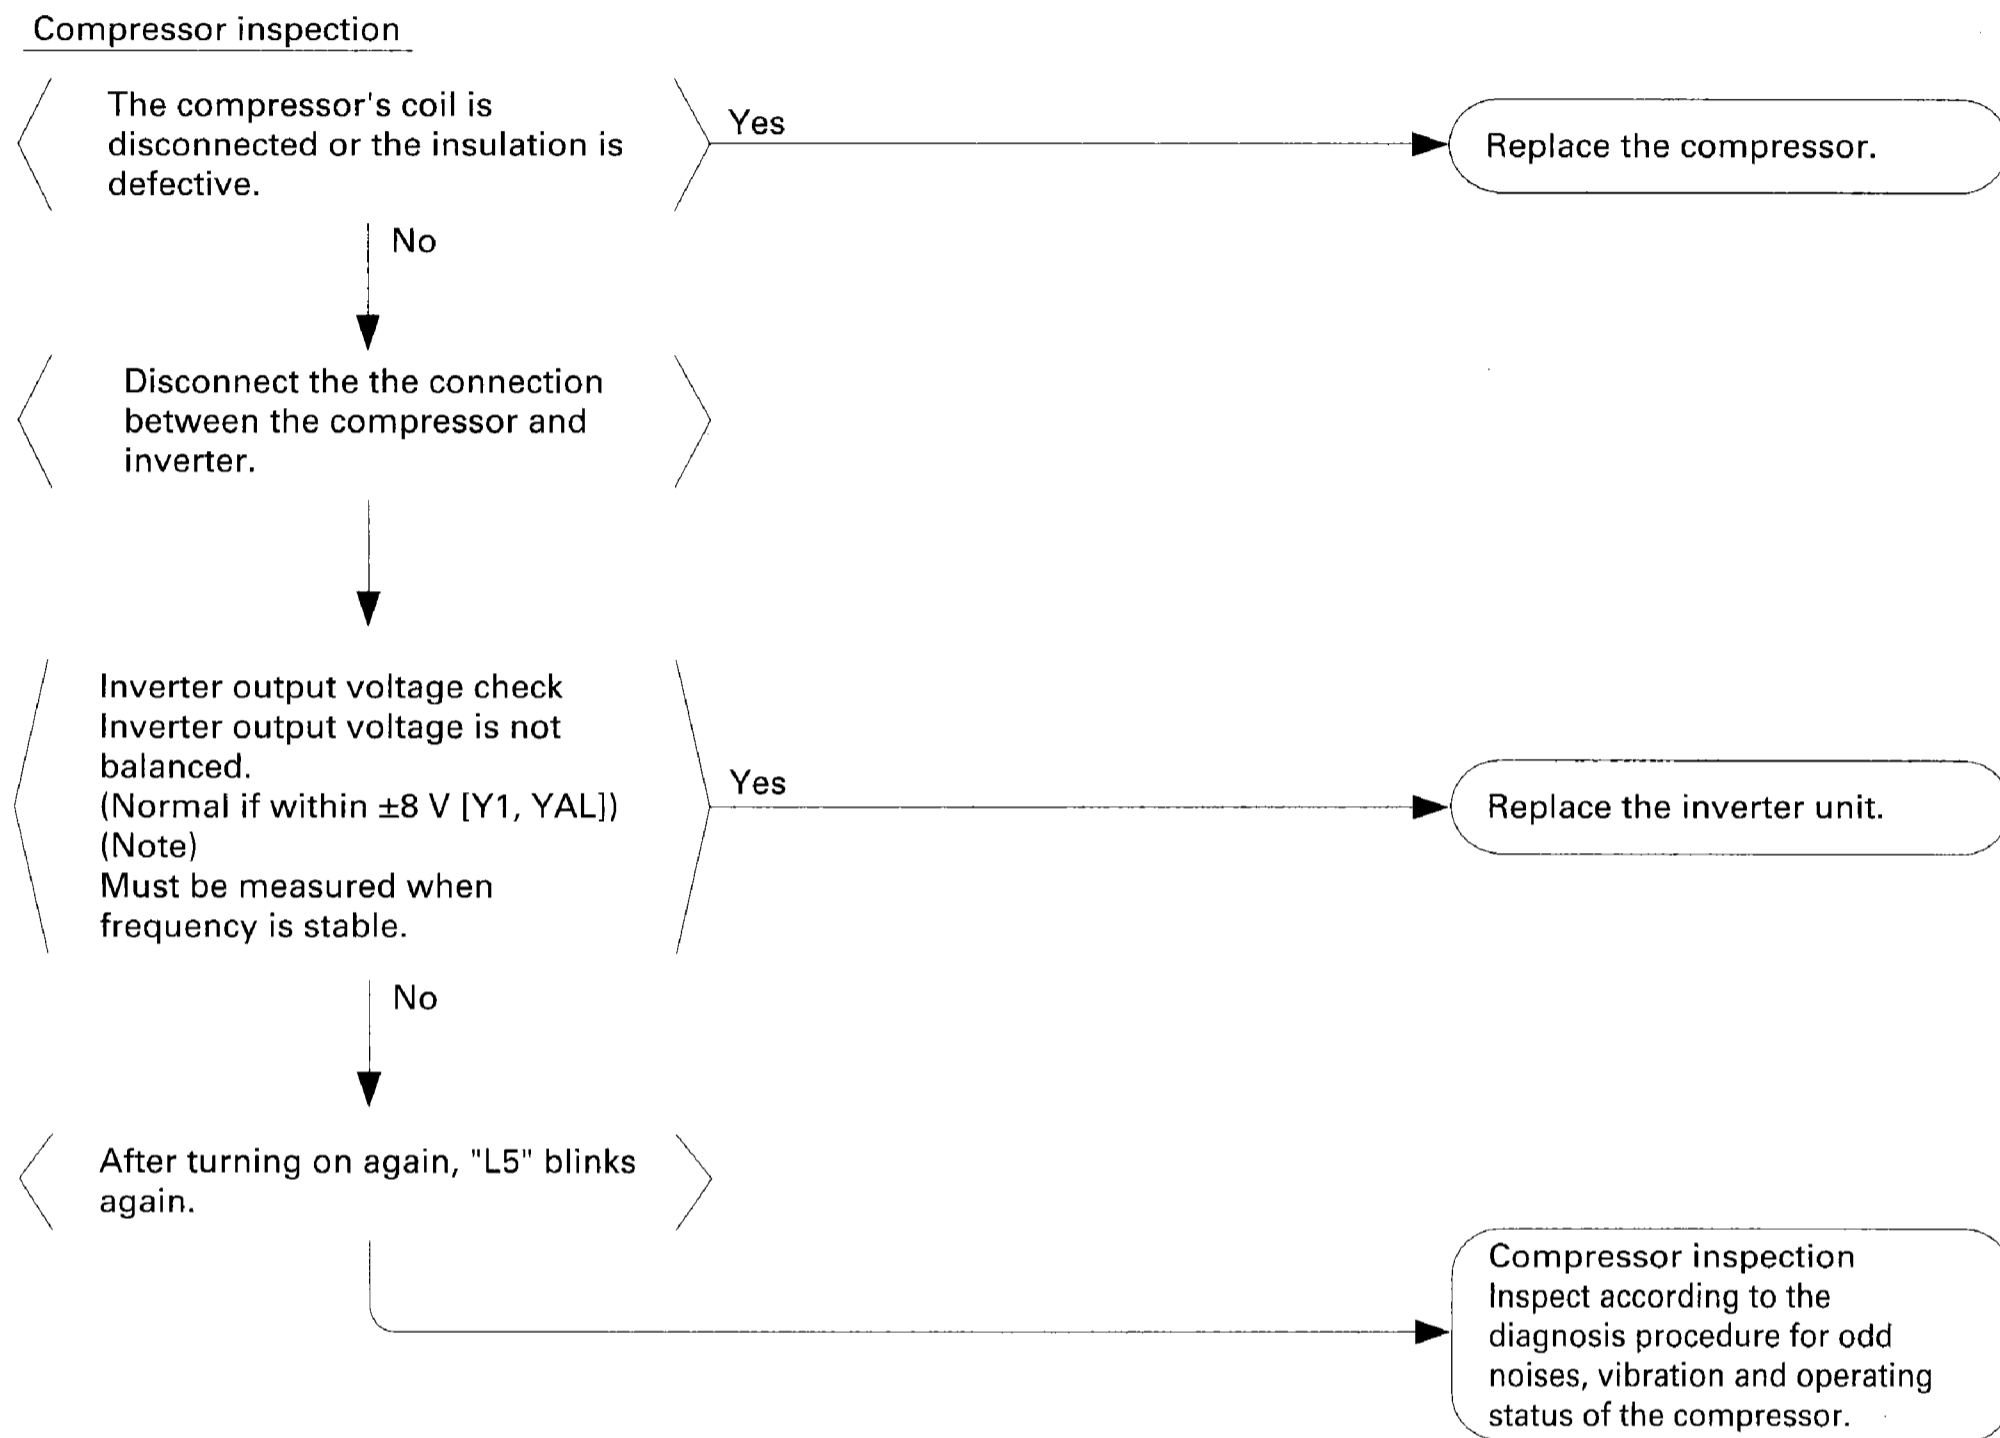 Compressor inspection
The compressor's coil is
disconnected or the insulation is
defective.
Yes
Replace the compressor.
No
Disconnect the the connection
between the compressor and
inverter.
Inverter output voltage check
Inverter output voltage is not
balanced.
(Normal if within ±8 V [Y1, YAL])
(Note)
Must be measured when
frequency is stable.
Yes
Replace the inverter unit.
No
After turning on again, "L5" blinks
again.
Compressor inspection
Inspect according to the
diagnosis procedure for odd
noises, vibration and operating
status of the compressor.